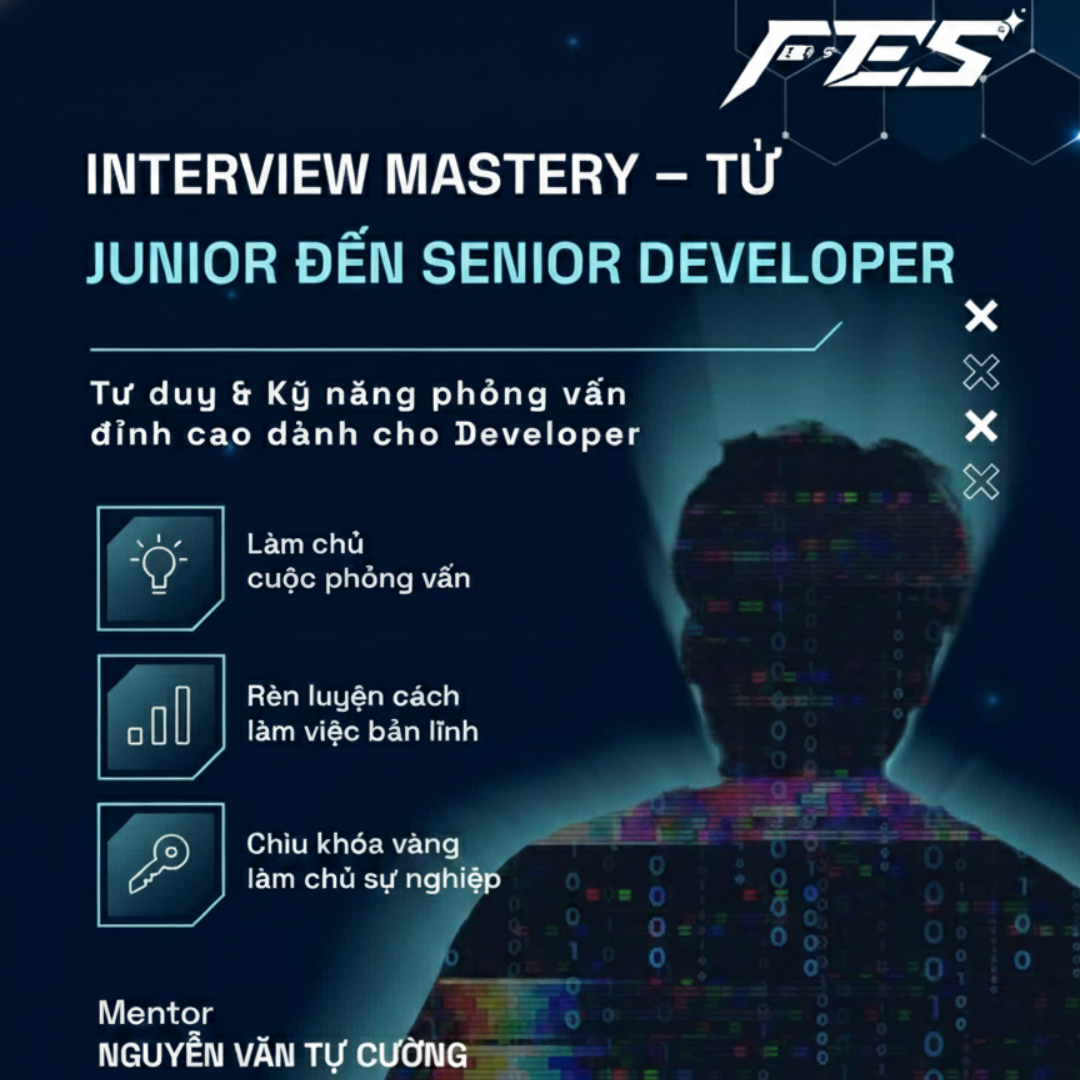 FES
INTERVIEW MASTERY – TỬ
JUNIOR ĐẾN SENIOR DEVELOPER
Tư duy & Kỹ năng phỏng vấn
đỉnh cao dành cho Developer
Làm chủ
cuộc phỏng vấn
Rèn luyện cách
làm việc bản lĩnh
Chìu khóa vàng
làm chủ sự nghiệp
Mentor
NGUYỄN VĂN TỰ CƯỜNG